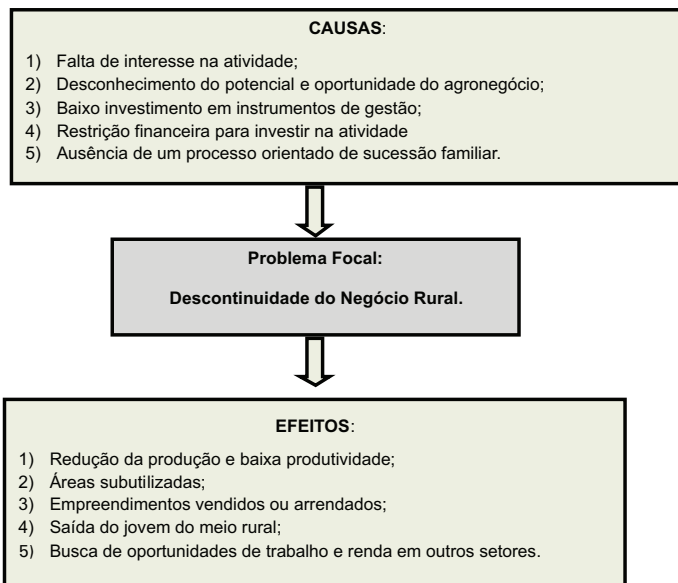 CAUSAS:
1) Falta de interesse na atividade;
2) Desconhecimento do potencial e oportunidade do agronegócio;
3) Baixo investimento em instrumentos de gestão;
4) Restrição financeira para investir na atividade
5) Ausência de um processo orientado de sucessão familiar.
Problema Focal:
Descontinuidade do Negócio Rural.
EFEITOS:
1) Redução da produção e baixa produtividade;
2) Áreas subutilizadas;
3) Empreendimentos vendidos ou arrendados;
4) Saída do jovem do meio rural;
5) Busca de oportunidades de trabalho e renda em outros setores.